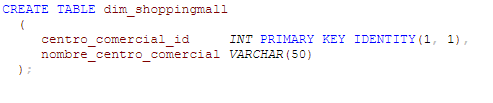 CREATE TABLE dim_shoppingmall
(
centro_comercial_id INT PRIMARY KEY IDENTITY(1, 1),
nombre_centro_comercial VARCHAR(50)
);